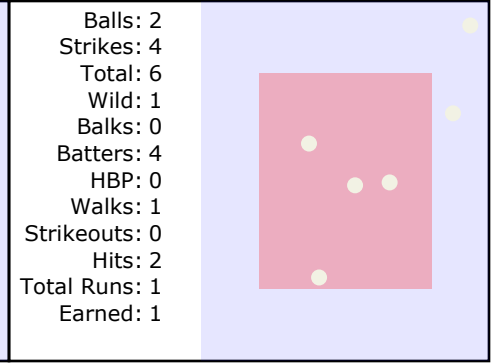 Balls: 2
Strikes: 4
Total: 6
Wild: 1
Balks: 0
Batters: 4
HBP: 0
Walks: 1
Strikeouts: 0
Hits: 2
Total Runs: 1
Earned: 1